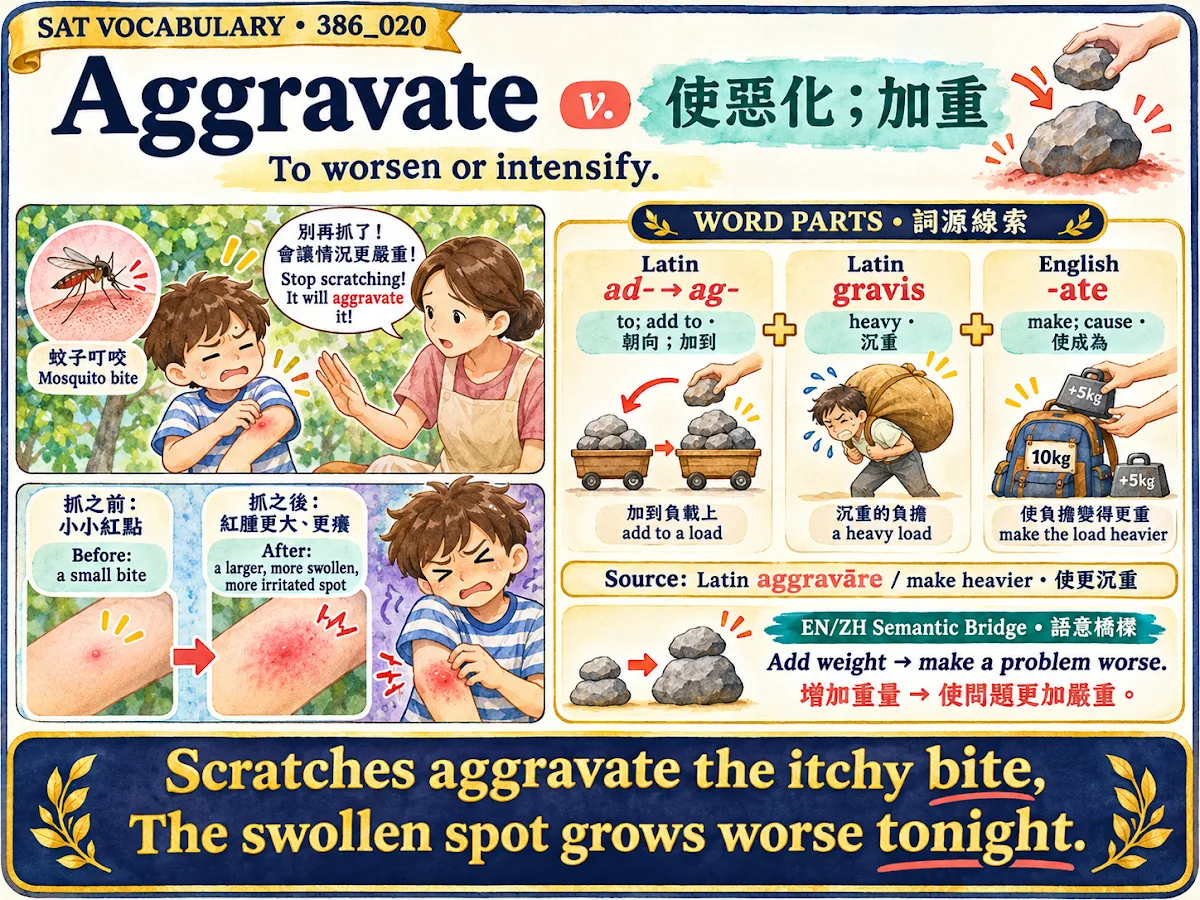 SAT VOCABULARY • 386_020
Aggravate v. 使惡化；加重
To worsen or intensify.
別再抓了！
會讓情況更嚴重！
Stop scratching!
It will aggravate
it!
蚊子叮咬
Mosquito bite
抓之前：
小小紅點
Before:
a small bite
抓之後：
紅腫更大、更癢
After:
a larger, more swollen,
more irritated spot
WORD PARTS • 詞源線索
Latin
ad- → ag-
to; add to •
朝向；加到
加到負載上
add to a load
+
Latin
gravis
heavy •
沉重
沉重的負擔
a heavy load
+
English
-ate
make; cause •
使成為
+5kg
10kg
+5kg
使負擔變得更重
make the load heavier
Source: Latin aggravāre / make heavier • 使更沉重
EN/ZH Semantic Bridge • 語意橋樑
Add weight → make a problem worse.
增加重量 → 使問題更加嚴重。
Scratches aggravate the itchy bite,
The swollen spot grows worse tonight.